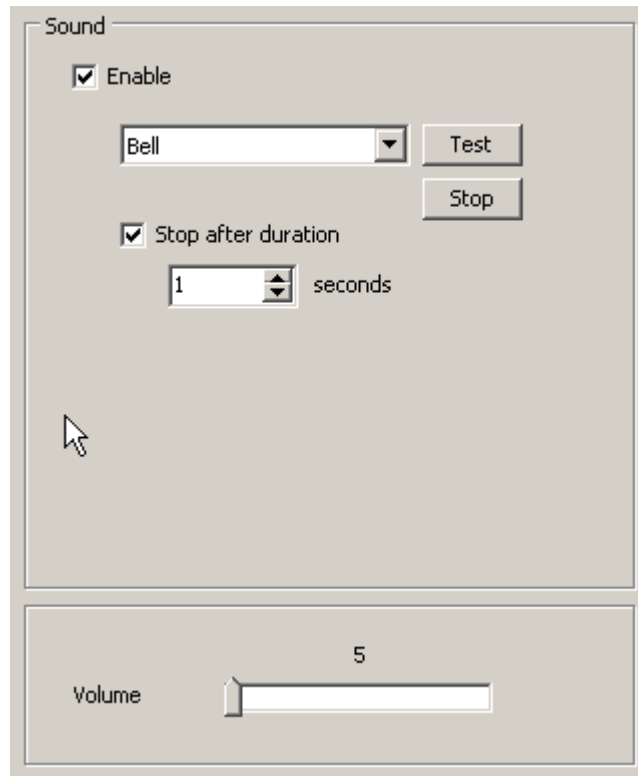 Sound
Enable
Bell
Test
Stop
Stop after duration
1 seconds
5
Volume